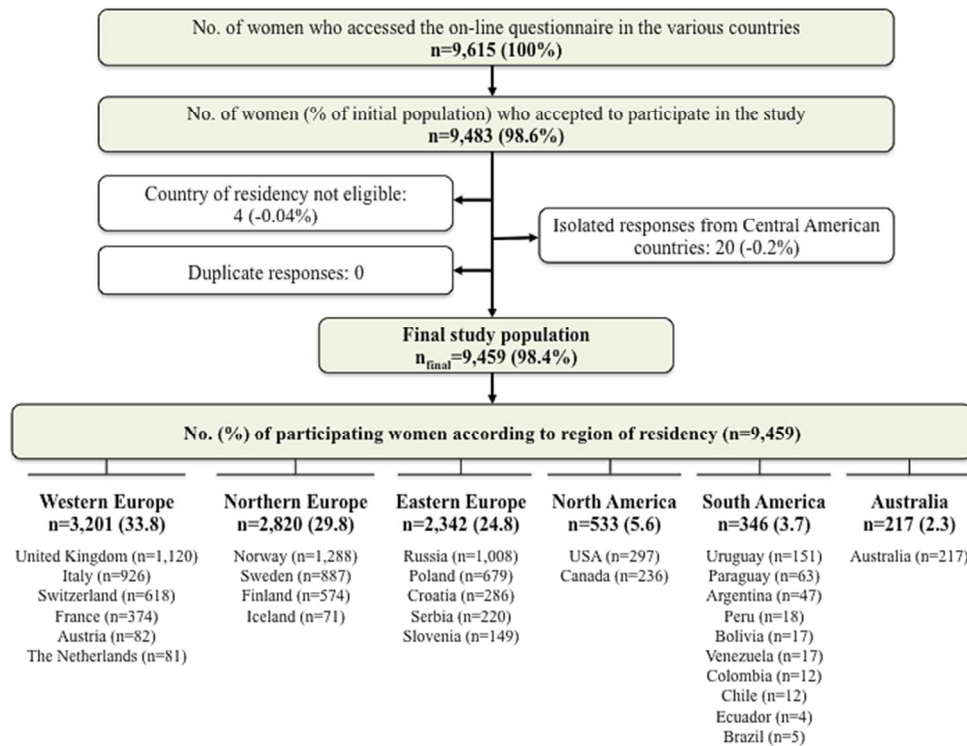 No. of women who accessed the on-line questionnaire in the various countries
n=9,615 (100%)
No. of women (% of initial population) who accepted to participate in the study
n=9,483 (98.6%)
Country of residency not eligible:
4 (-0.04%)
Isolated responses from Central American
countries: 20 (-0.2%)
Duplicate responses: 0
Final study population
nfinal=9,459 (98.4%)
No. (%) of participating women according to region of residency (n=9,459)
Western Europe
n=3,201 (33.8)
United Kingdom (n=1,120)
Italy (n=926)
Switzerland (n=618)
France (n=374)
Austria (n=82)
The Netherlands (n=81)
Northern Europe
n=2,820 (29.8)
Norway (n=1,288)
Sweden (n=887)
Finland (n=574)
Iceland (n=71)
Eastern Europe
n=2,342 (24.8)
Russia (n=1,008)
Poland (n=679)
Croatia (n=286)
Serbia (n=220)
Slovenia (n=149)
North America
n=533 (5.6)
USA (n=297)
Canada (n=236)
South America
n=346 (3.7)
Uruguay (n=151)
Paraguay (n=63)
Argentina (n=47)
Peru (n=18)
Bolivia (n=17)
Venezuela (n=17)
Colombia (n=12)
Chile (n=12)
Ecuador (n=4)
Brazil (n=5)
Australia
n=217 (2.3)
Australia (n=217)